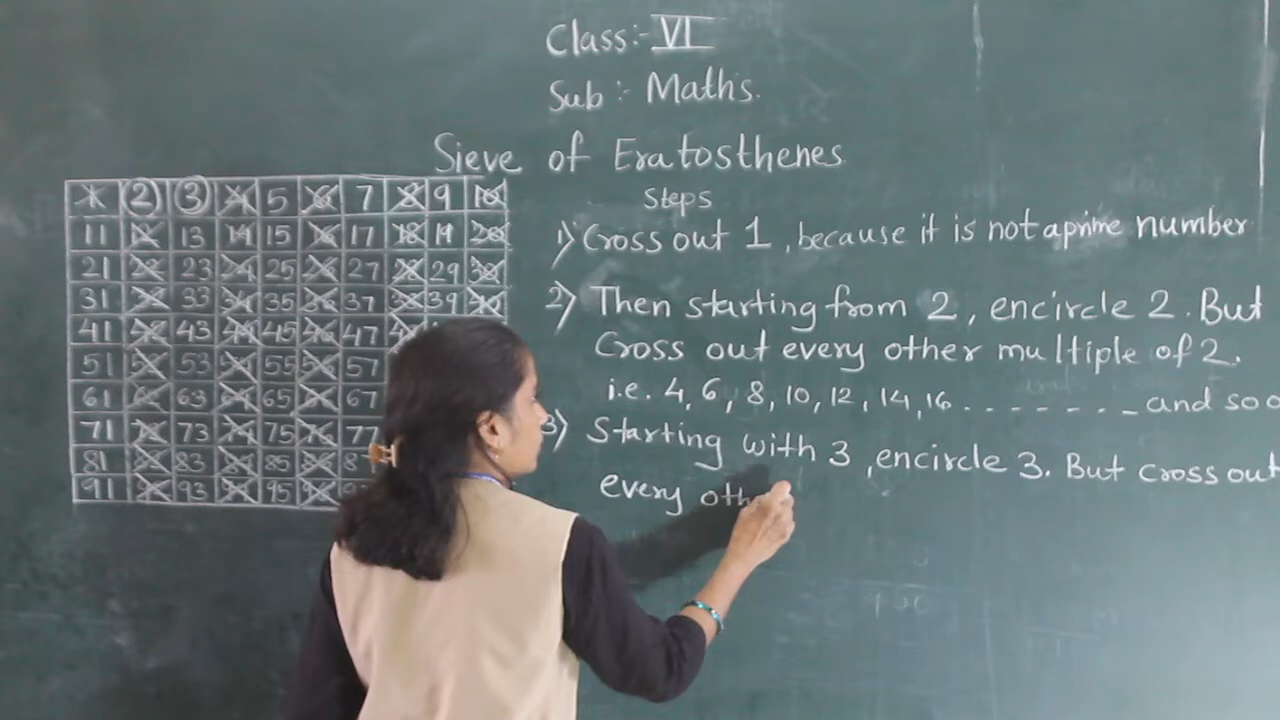 Class:- VI
Sub :- Maths.
Sieve of Eratosthenes
Steps
1 2 3 4 5 6 7 8 9 10
11 12 13 14 15 16 17 18 19 20
21 22 23 24 25 26 27 28 29 30
31 32 33 34 35 36 37 38 39 40
41 42 43 44 45 46 47
51 52 53 54 55 56 57
61 62 63 64 65 66 67
71 72 73 74 75 76 77
81 82 83 84 85 86
91 92 93 94 95 96
1) Cross out 1, because it is not a prime number
2) Then starting from 2, encircle 2. But
Cross out every other multiple of 2.
i.e. 4, 6, 8, 10, 12, 14, 16 - - - - - - - - and so o
3) Starting with 3, encircle 3. But cross out
every oth